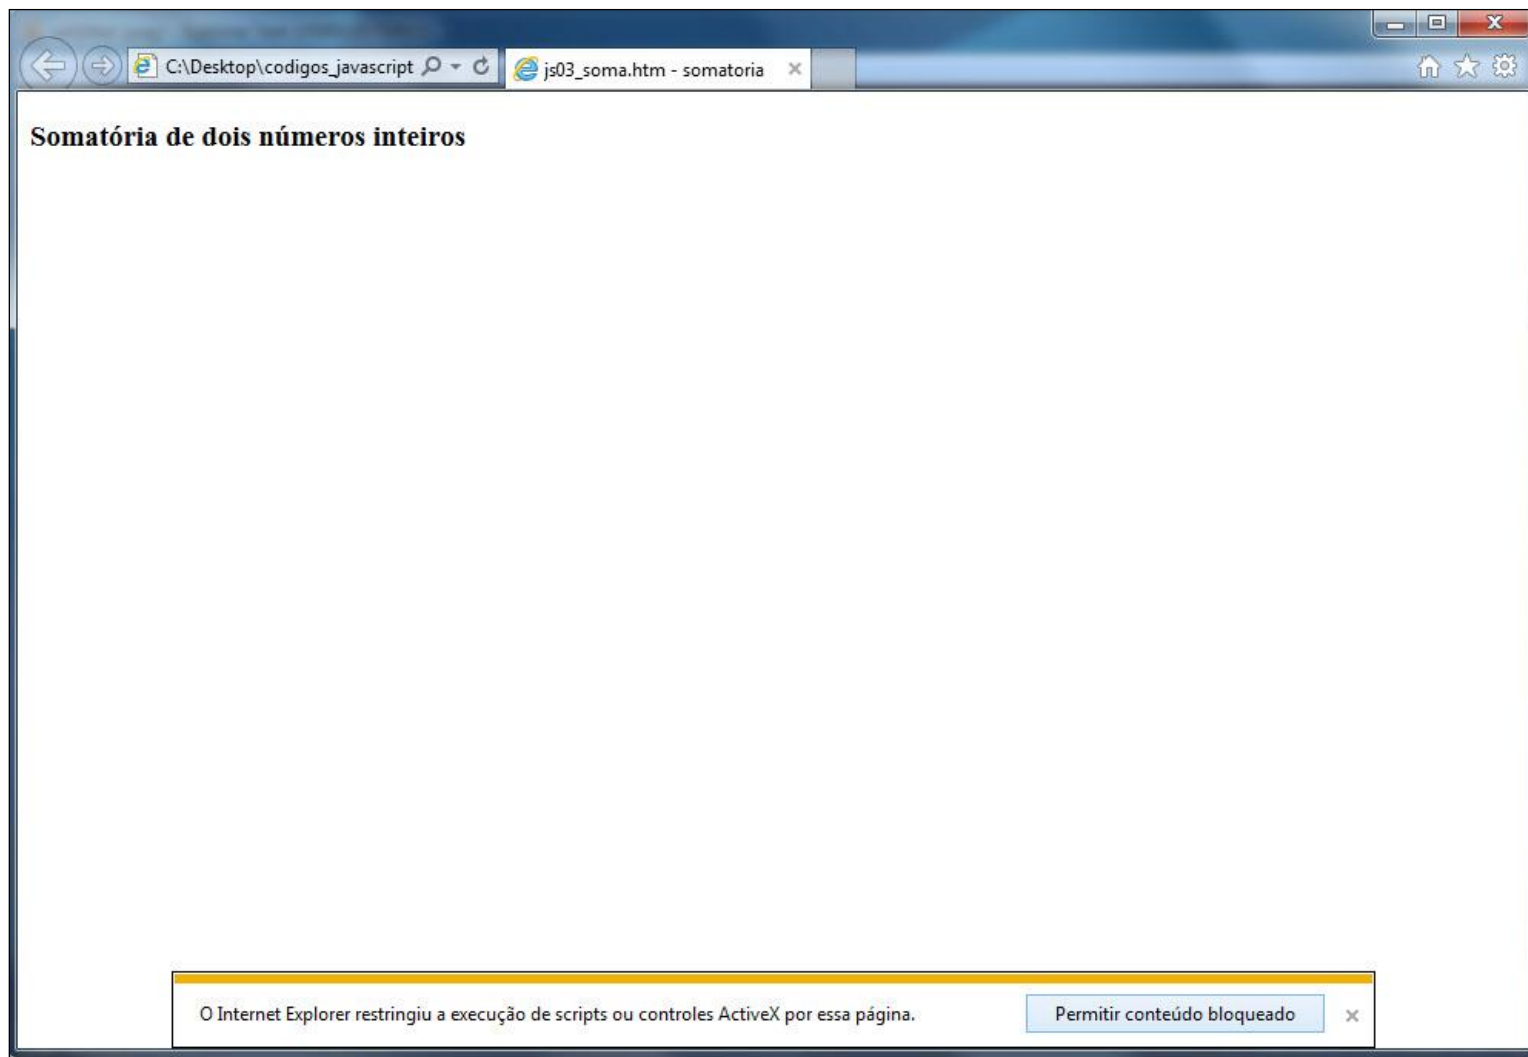 C:\Desktop\codigos_javascript
js03_soma.htm - somatoria
Somatória de dois números inteiros
O Internet Explorer restringiu a execução de scripts ou controles ActiveX por essa página.
Permitir conteúdo bloqueado